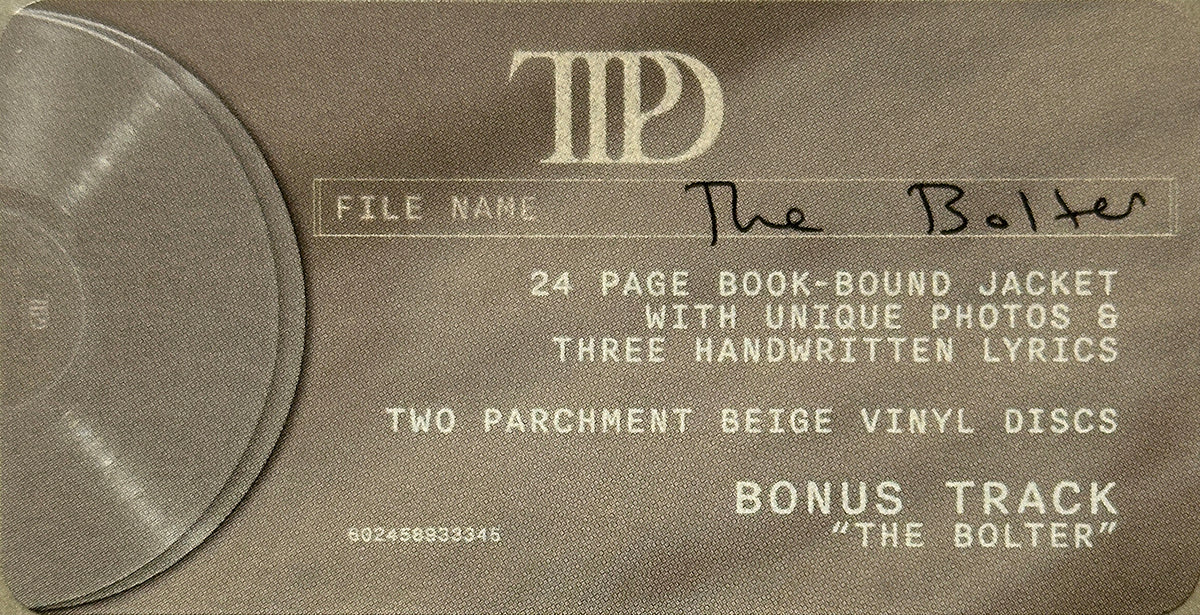 TTPD
FILE NAME The Bolter
24 PAGE BOOK-BOUND JACKET
WITH UNIQUE PHOTOS &
THREE HANDWRITTEN LYRICS
TWO PARCHMENT BEIGE VINYL DISCS
BONUS TRACK
602458933345 “THE BOLTER”